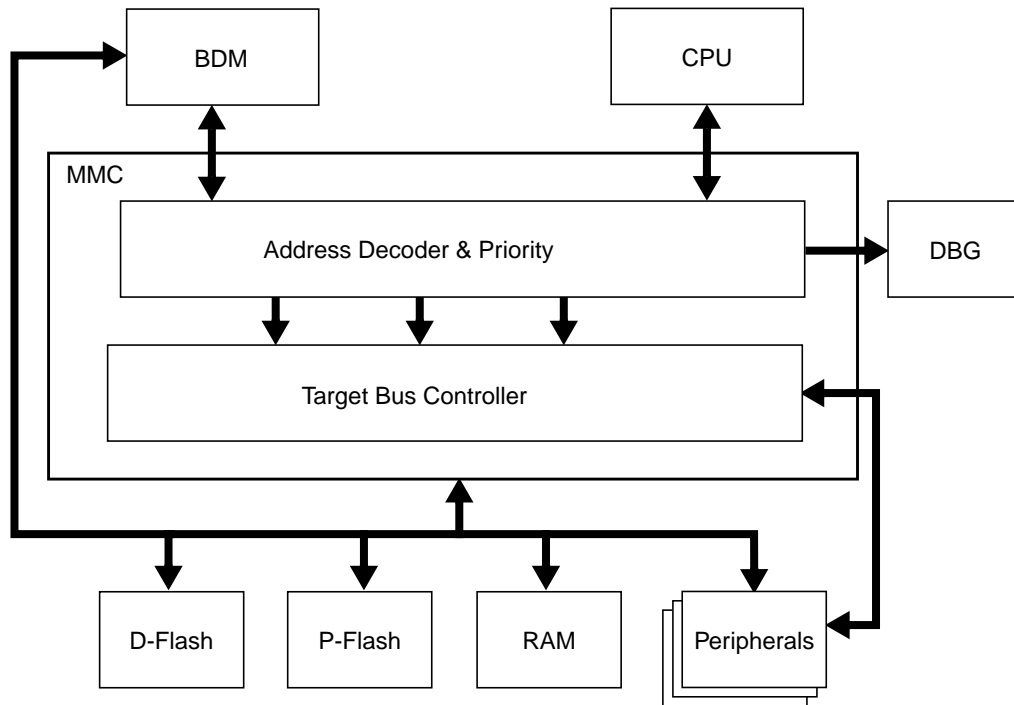 BDM
CPU
MMC
Address Decoder & Priority
DBG
Target Bus Controller
D-Flash
P-Flash
RAM
Peripherals